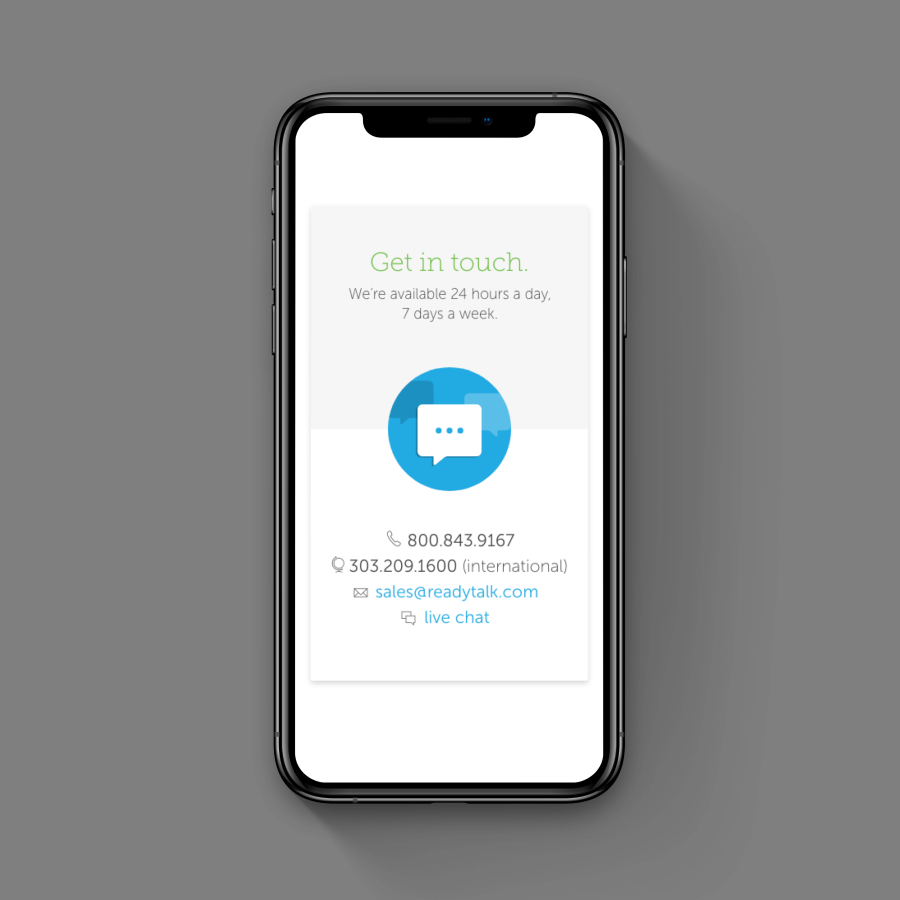 Get in touch.
We're available 24 hours a day,
7 days a week.
800.843.9167
303.209.1600 (international)
sales@readytalk.com
live chat